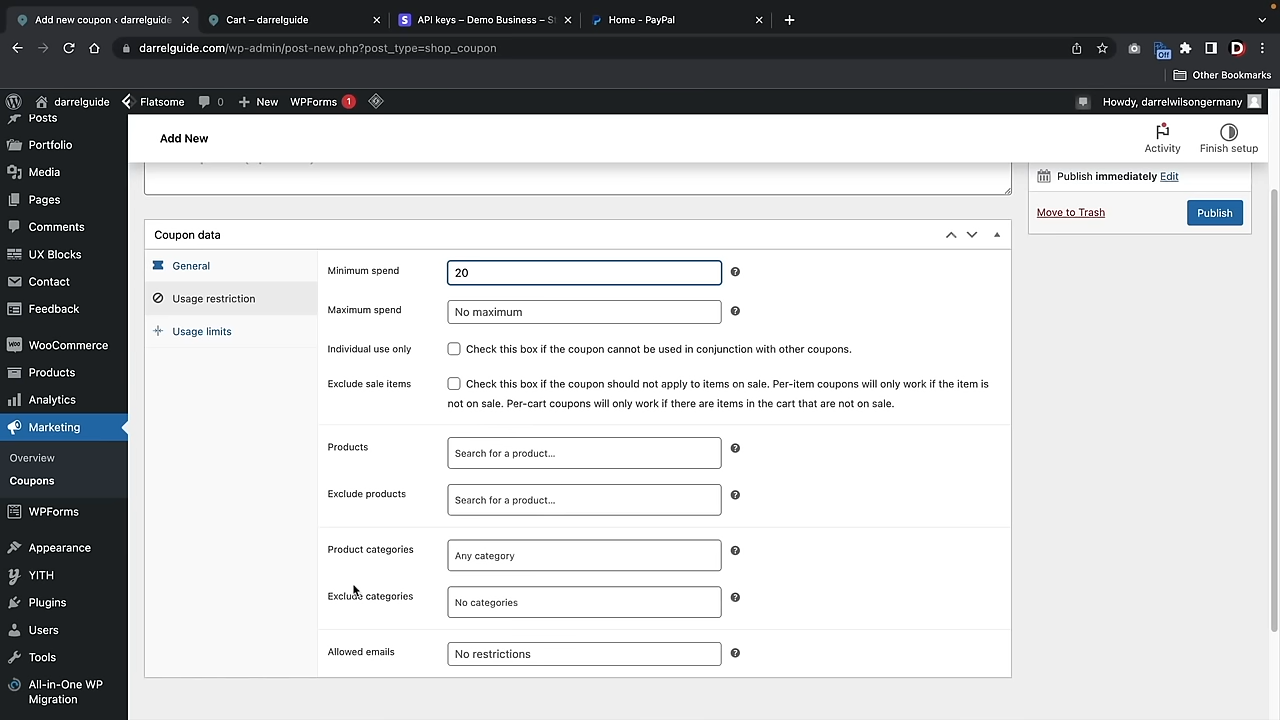 Add new coupon ‹ darrelguide
Cart – darrelguide
API keys – Demo Business – S
Home - PayPal
darrelguide.com/wp-admin/post-new.php?post_type=shop_coupon
Off
D
Other Bookmarks
darrelguide
Flatsome
0
New
WPForms 1
Howdy, darrelwilsongermany
Posts
Portfolio
Media
Pages
Comments
UX Blocks
Contact
Feedback
WooCommerce
Products
Analytics
Marketing
Overview
Coupons
WPForms
Appearance
YITH
Plugins
Users
Tools
All-in-One WP
Migration
Add New
Activity
Finish setup
Publish immediately Edit
Move to Trash
Publish
Coupon data
General
Usage restriction
Usage limits
Minimum spend
20
Maximum spend
No maximum
Individual use only
Check this box if the coupon cannot be used in conjunction with other coupons.
Exclude sale items
Check this box if the coupon should not apply to items on sale. Per-item coupons will only work if the item is
not on sale. Per-cart coupons will only work if there are items in the cart that are not on sale.
Products
Search for a product…
Exclude products
Search for a product…
Product categories
Any category
Exclude categories
No categories
Allowed emails
No restrictions